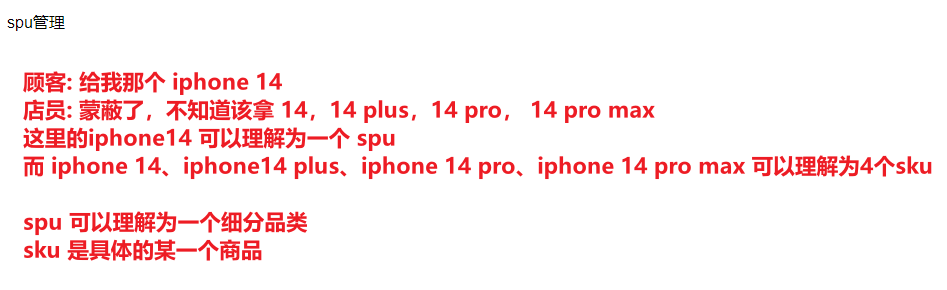 spu管理
顾客: 给我那个 iphone 14
店员: 蒙蔽了，不知道该拿 14，14 plus，14 pro， 14 pro max
这里的iphone14 可以理解为一个 spu
而 iphone 14、iphone14 plus、iphone 14 pro、iphone 14 pro max 可以理解为4个sku
spu 可以理解为一个细分品类
sku 是具体的某一个商品